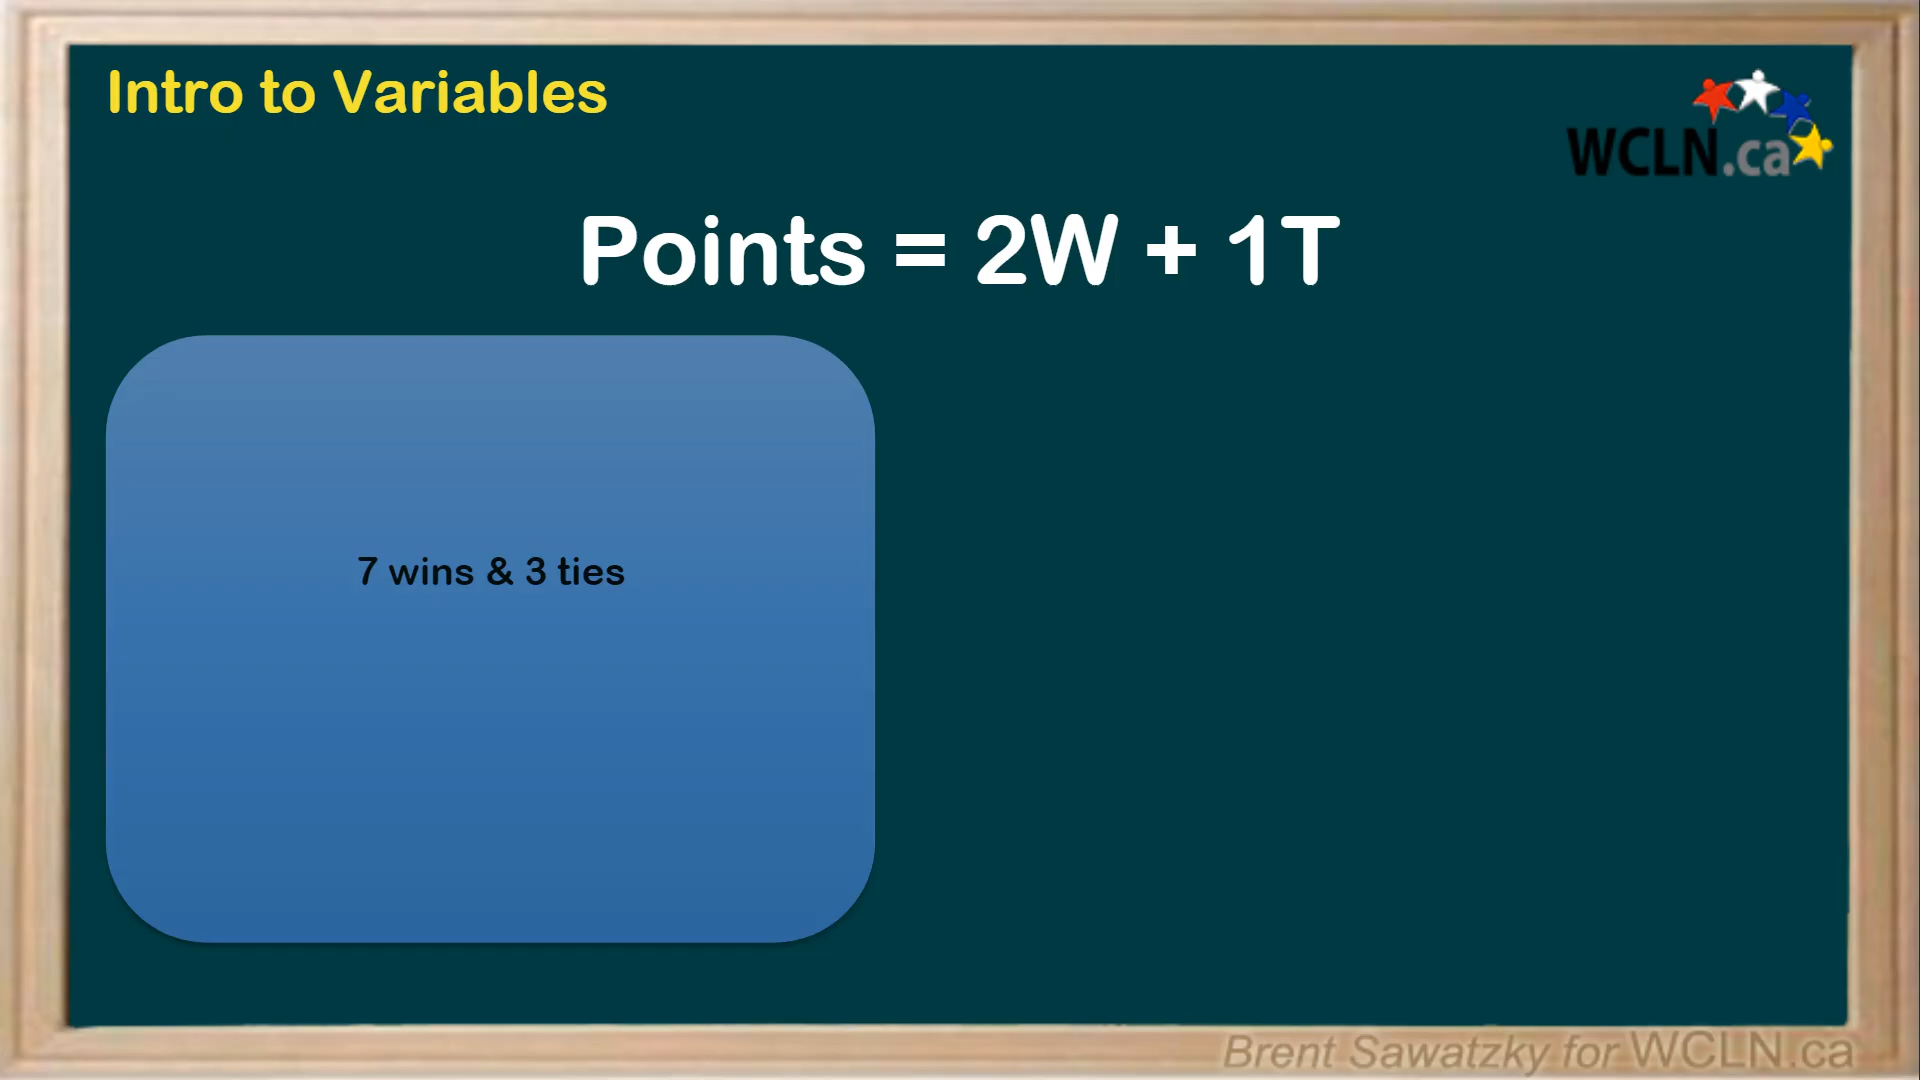 Intro to Variables
WCLN.ca
Points = 2W + 1T
7 wins & 3 ties
Brent Sawatzky for WCLN.ca